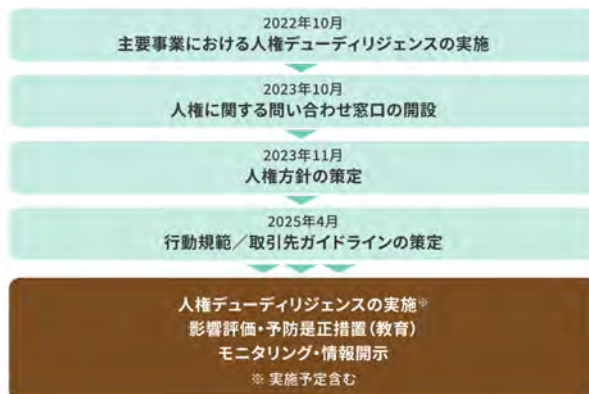 2022年10月
主要事業における人権デューディリジェンスの実施
2023年10月
人権に関する問い合わせ窓口の開設
2023年11月
人権方針の策定
2025年4月
行動規範／取引先ガイドラインの策定
人権デューディリジェンスの実施※
影響評価・予防是正措置(教育)
モニタリング・情報開示
※ 実施予定含む